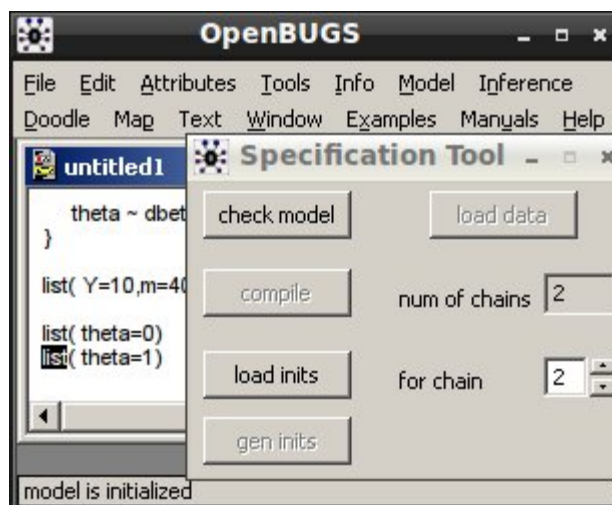 OpenBUGS
File Edit Attributes Tools Info Model Inference
Doodle Map Text Window Examples Manuals Help
untitled1
Specification Tool
theta ~ dbet
}
list( Y=10,m=40
list( theta=0)
list( theta=1)
check model
load data
compile
num of chains 2
load inits
for chain 2
gen inits
model is initialized